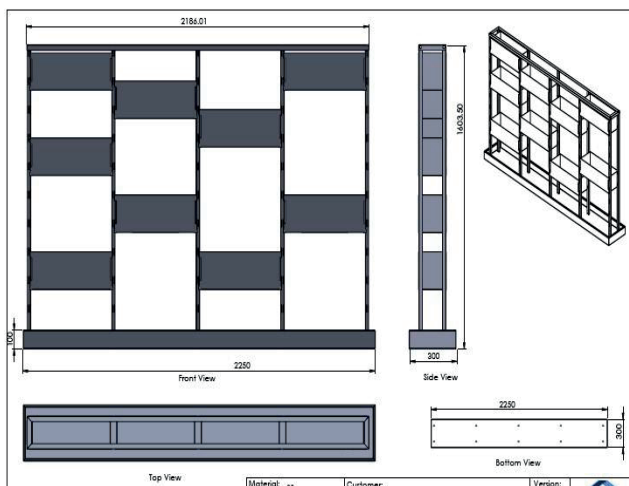 2186.01
1603.50
100
2250
300
Front View
Side View
2250
300
Top View
Bottom View
Material:
Customer:
Version: